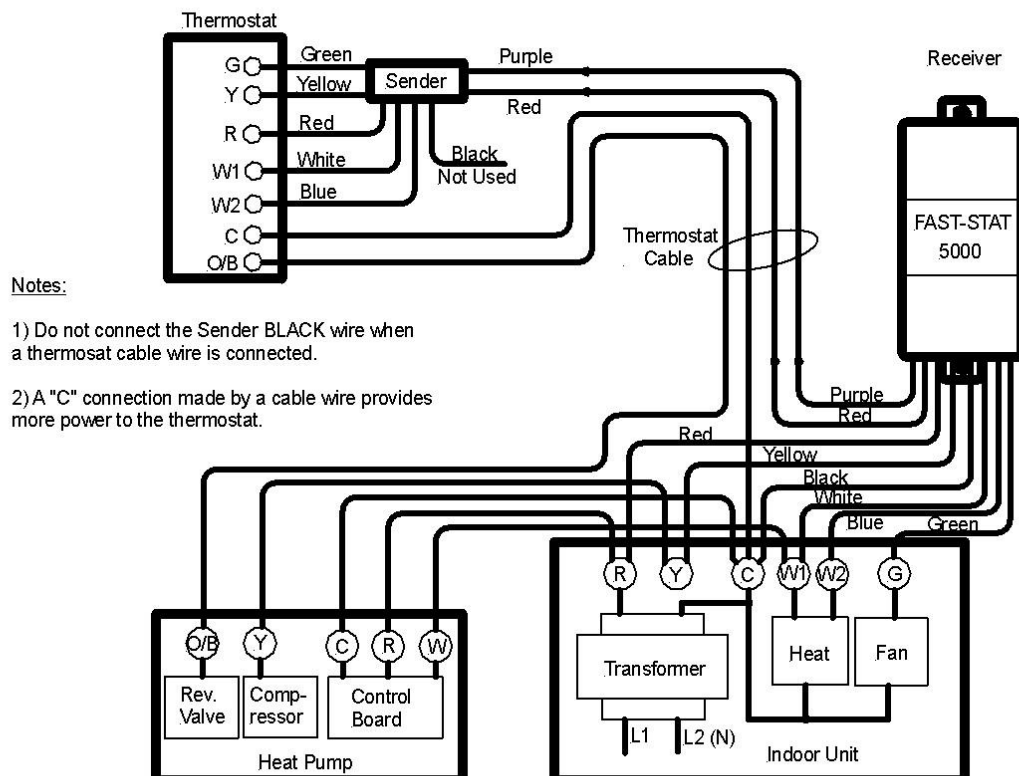 Thermostat
G
Green
Y
Yellow
R
Red
W1
White
W2
Blue
C
O/B
Sender
Black
Not Used
Purple
Red
Receiver
FAST-STAT
5000
Thermostat
Cable
Notes:
1) Do not connect the Sender BLACK wire when
a thermosat cable wire is connected.
2) A "C" connection made by a cable wire provides
more power to the thermostat.
Purple
Red
Red
Yellow
Black
White
Blue
Green
R
Y
C
W1
W2
G
Transformer
Heat
Fan
L1
L2 (N)
Indoor Unit
O/B
Y
C
R
W
Rev.
Valve
Comp-
ressor
Control
Board
Heat Pump